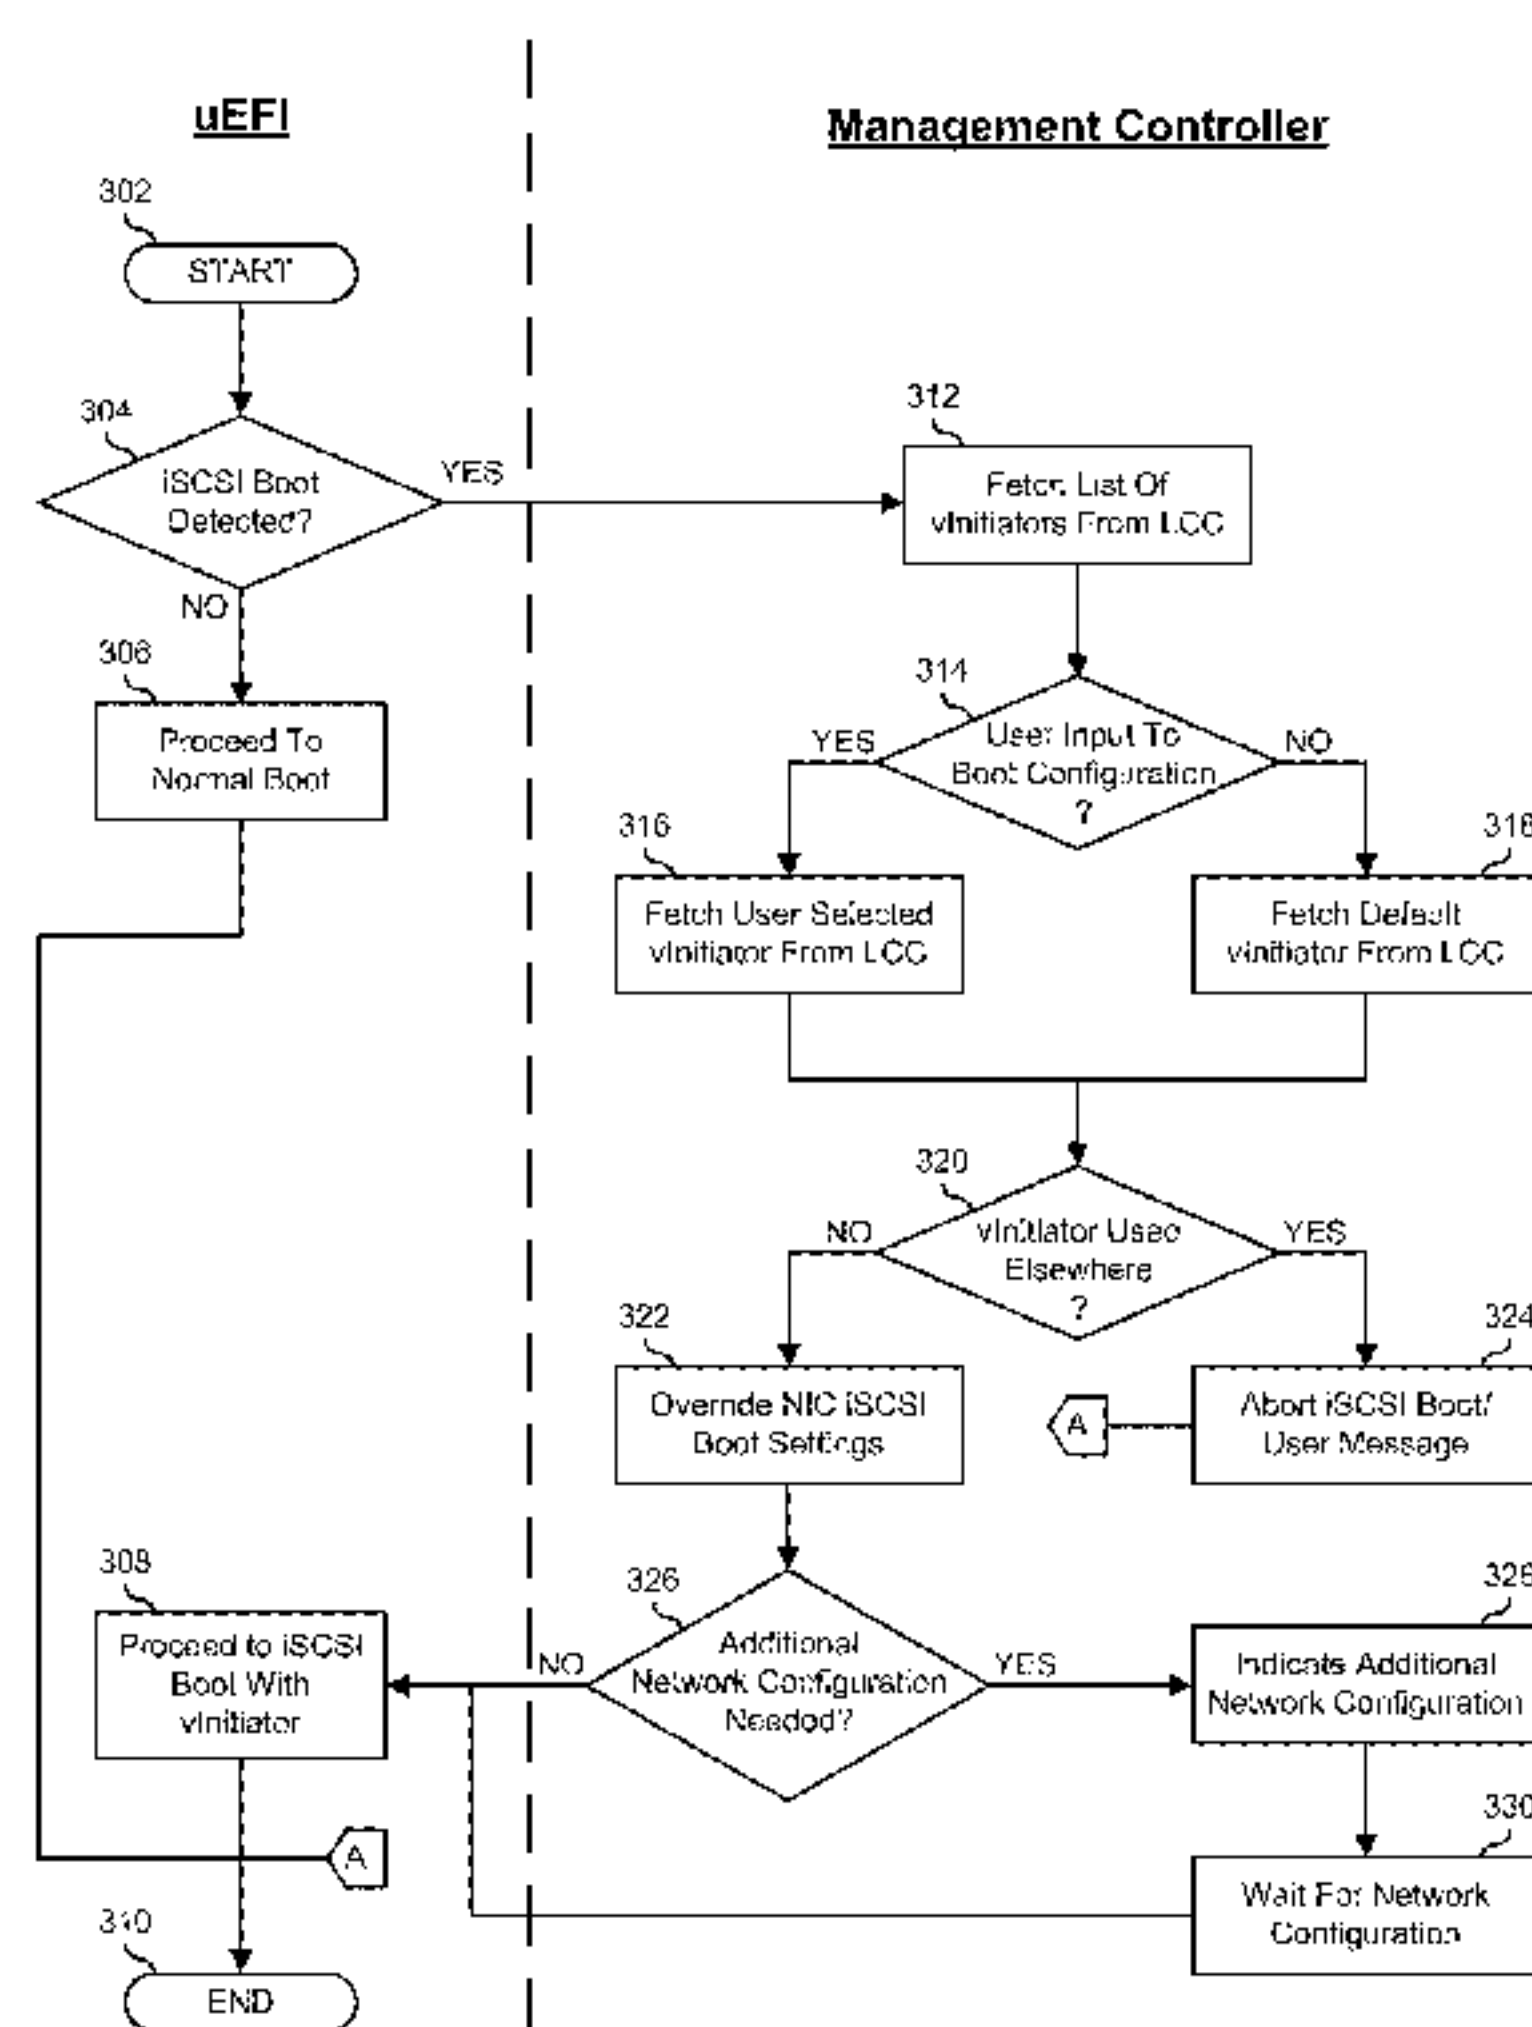 uEFI
Management Controller
302
START
304
iSCSI Boot
Detected?
YES
NO
306
Proceed To
Normal Boot
312
Fetch List Of
vInitiators From LCC
314
User Input To
Boot Configuration
?
YES
NO
316
Fetch User Selected
vInitiator From LCC
318
Fetch Default
vInitiator From LCC
320
vInitiator Used
Elsewhere
?
NO
YES
322
Override NIC iSCSI
Boot Settings
324
Abort iSCSI Boot/
User Message
A
308
Proceed to iSCSI
Boot With
vInitiator
326
Additional
Network Configuration
Needed?
NO
YES
328
Indicate Additional
Network Configuration
330
Wait For Network
Configuration
A
310
END